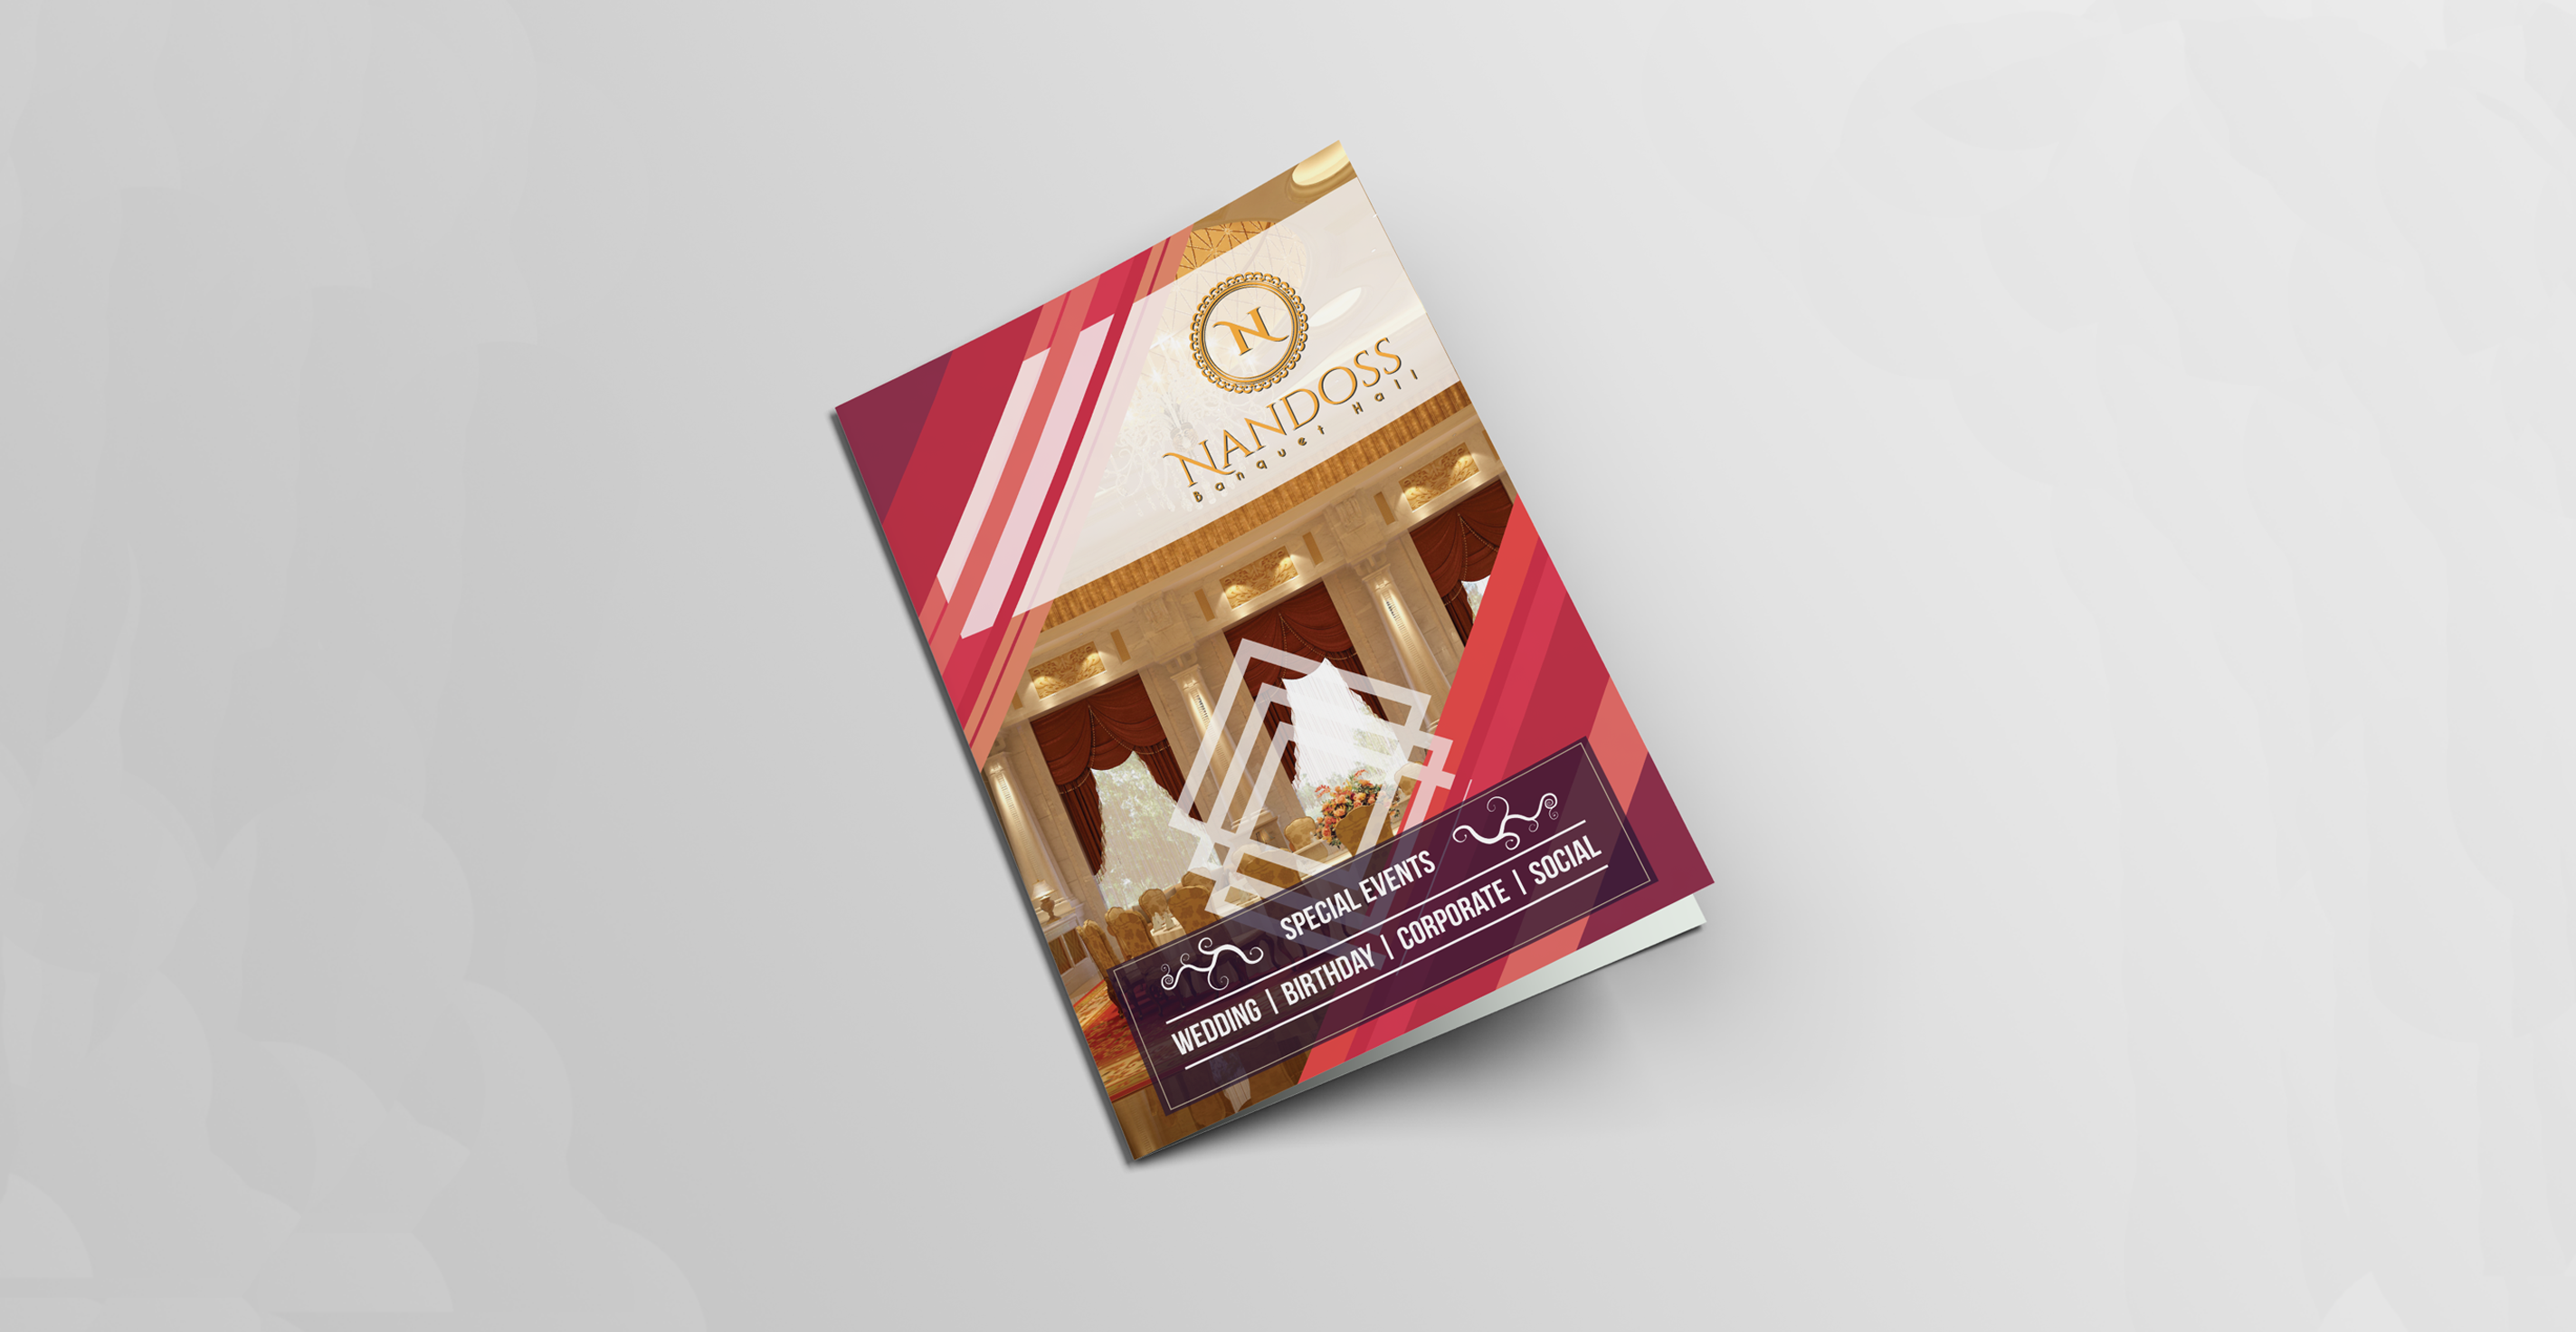 N
NANDOSS
Banquet Hall
SPECIAL EVENTS
WEDDING | BIRTHDAY | CORPORATE | SOCIAL